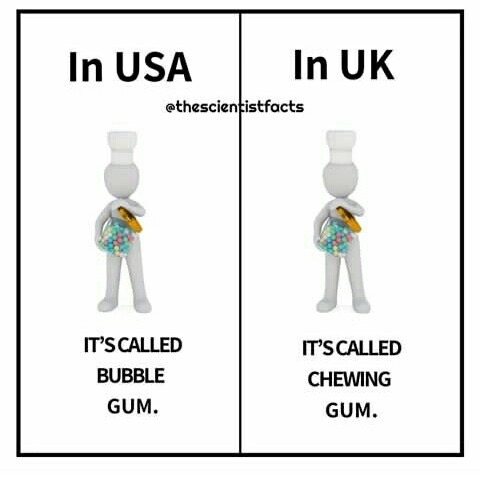 In USA
In UK
@thescientistfacts
IT'S CALLED
BUBBLE
GUM.
IT'S CALLED
CHEWING
GUM.